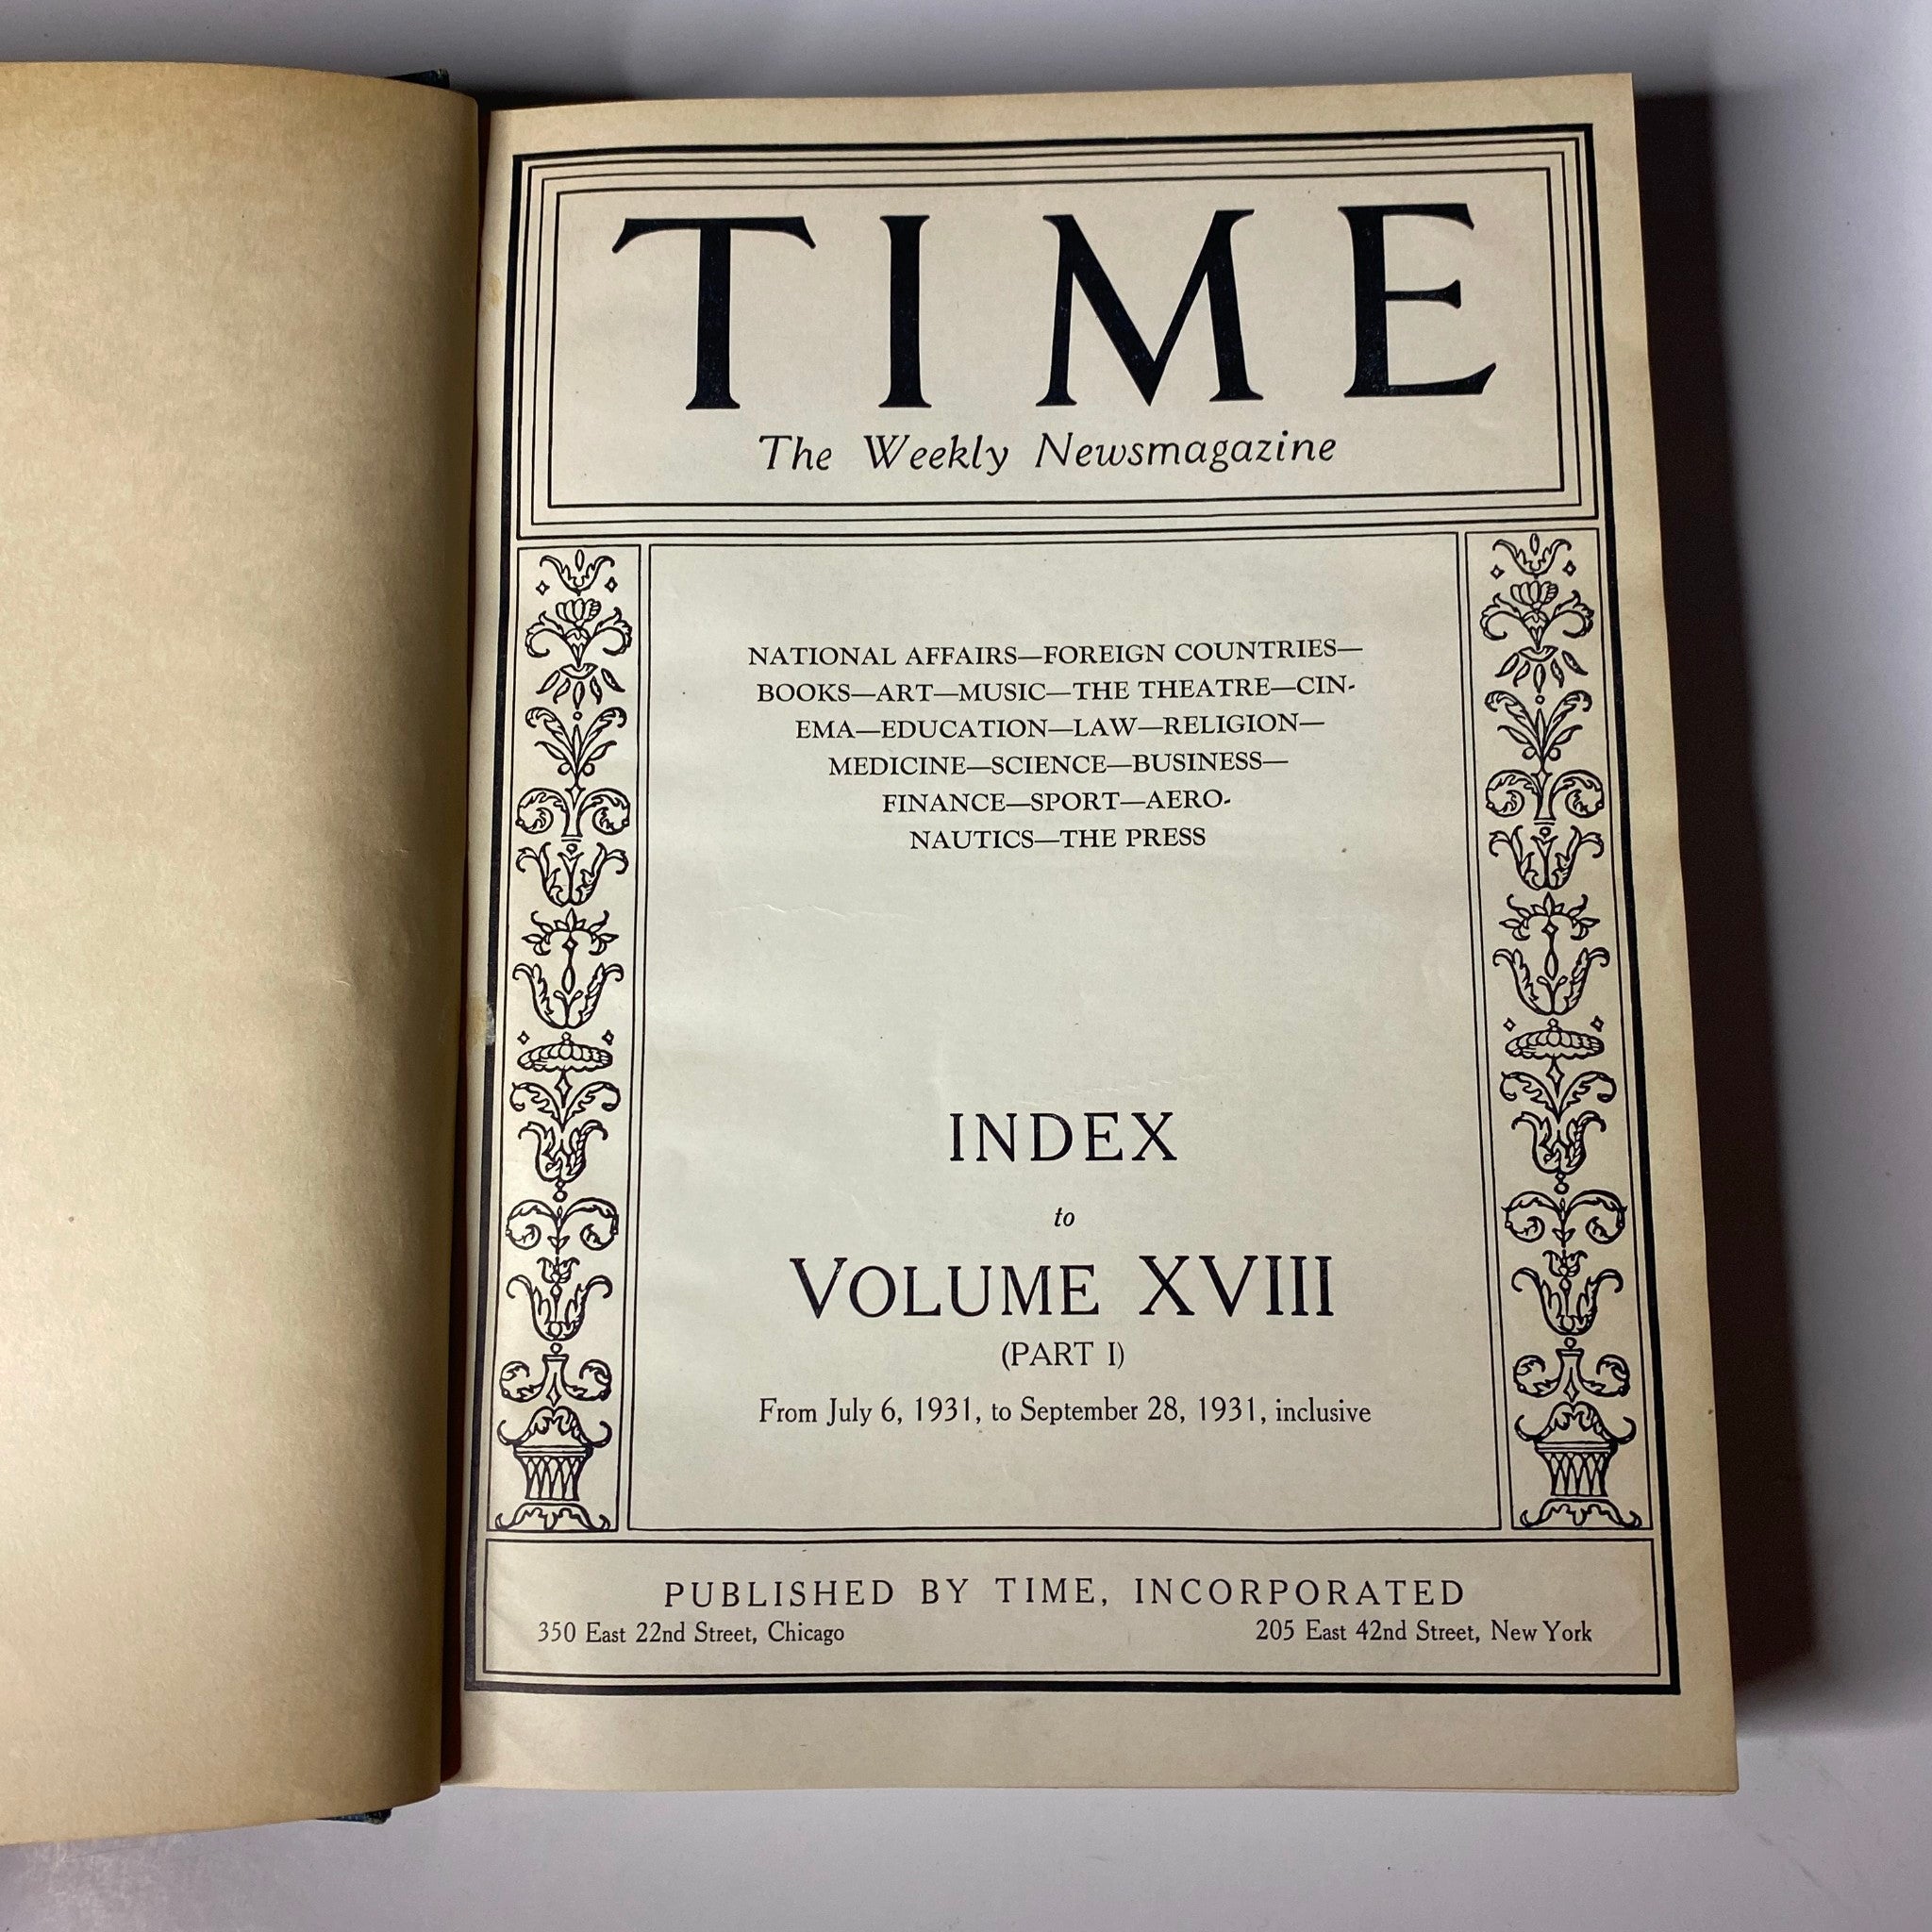 TIME
The Weekly Newsmagazine
NATIONAL AFFAIRS—FOREIGN COUNTRIES—
BOOKS—ART—MUSIC—THE THEATRE—CIN-
EMA—EDUCATION—LAW—RELIGION—
MEDICINE—SCIENCE—BUSINESS—
FINANCE—SPORT—AERO-
NAUTICS—THE PRESS
INDEX
to
VOLUME XVIII
(PART I)
From July 6, 1931, to September 28, 1931, inclusive
PUBLISHED BY TIME, INCORPORATED
350 East 22nd Street, Chicago
205 East 42nd Street, New York